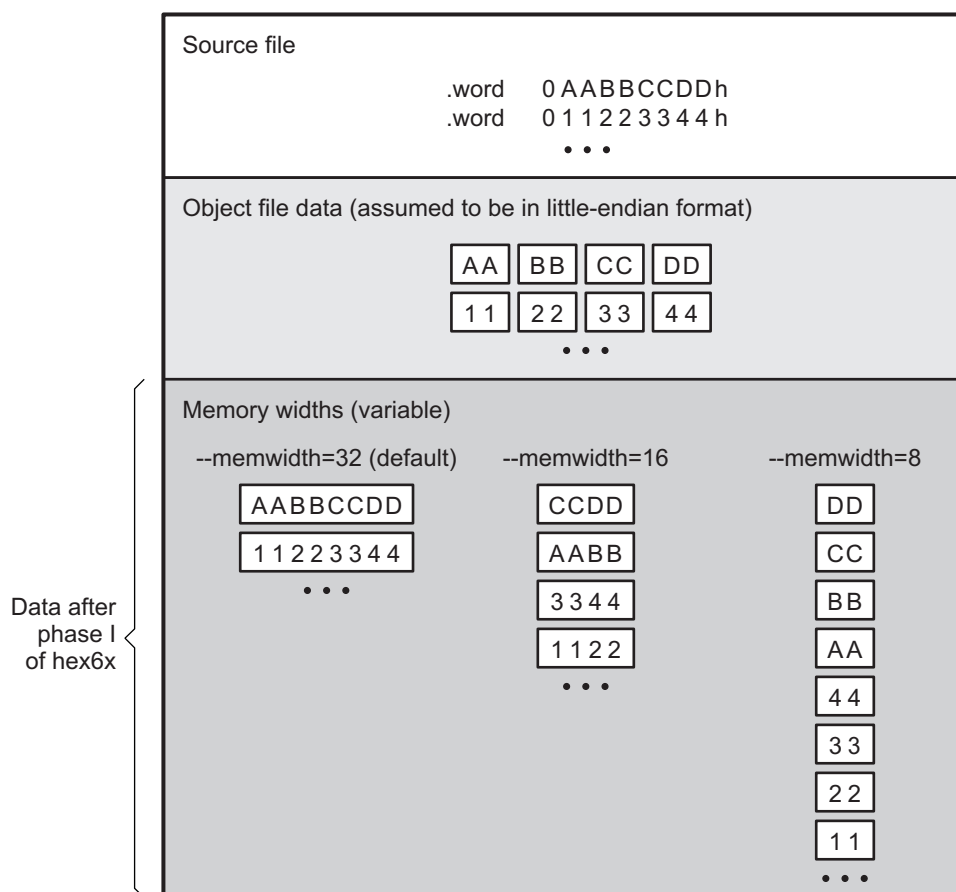 Source file
.word 0AABBCCDDh
.word 011223344h
• • •
Object file data (assumed to be in little-endian format)
AA BB CC DD
11 22 33 44
• • •
Memory widths (variable)
--memwidth=32 (default) --memwidth=16 --memwidth=8
AABBCCDD CCDD DD
11223344 AABB CC
• • • 3344 BB
1122 AA
• • • 44
33
22
11
• • •
Data after
phase I
of hex6x